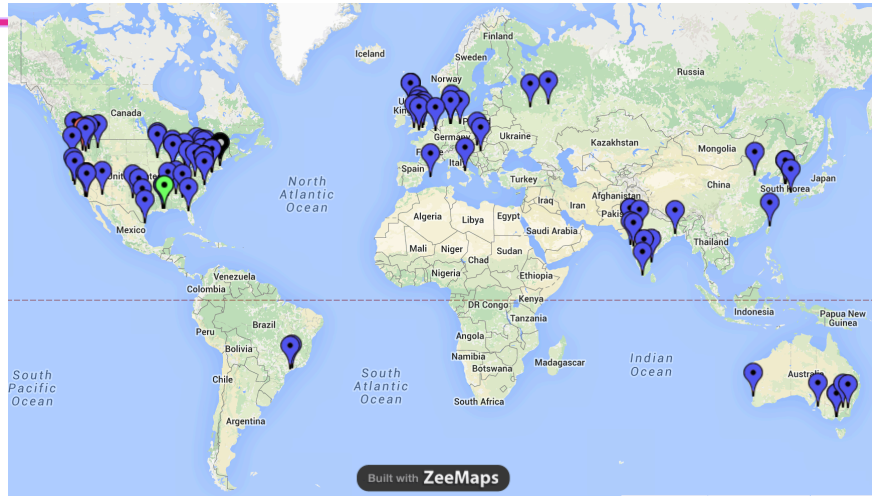 Finland
Iceland
Sweden
Russia
Norway
Canada
Ukraine
Germany
Kazakhstan
Mongolia
Spain
Turkey
China
South Korea
Japan
North
Atlantic
Ocean
Afghanistan
Iraq
Iran
Algeria
Libya
Egypt
Saudi Arabia
Mexico
Mali
Niger
Sudan
Chad
Thailand
Venezuela
Nigeria
Ethiopia
Colombia
DR Congo
Kenya
Indonesia
Papua New
Guinea
Tanzania
Brazil
Peru
Angola
Bolivia
Namibia
Botswana
Madagascar
Indian
Ocean
South
Pacific
Ocean
South
Atlantic
Ocean
Chile
South Africa
Argentina
Built with ZeeMaps